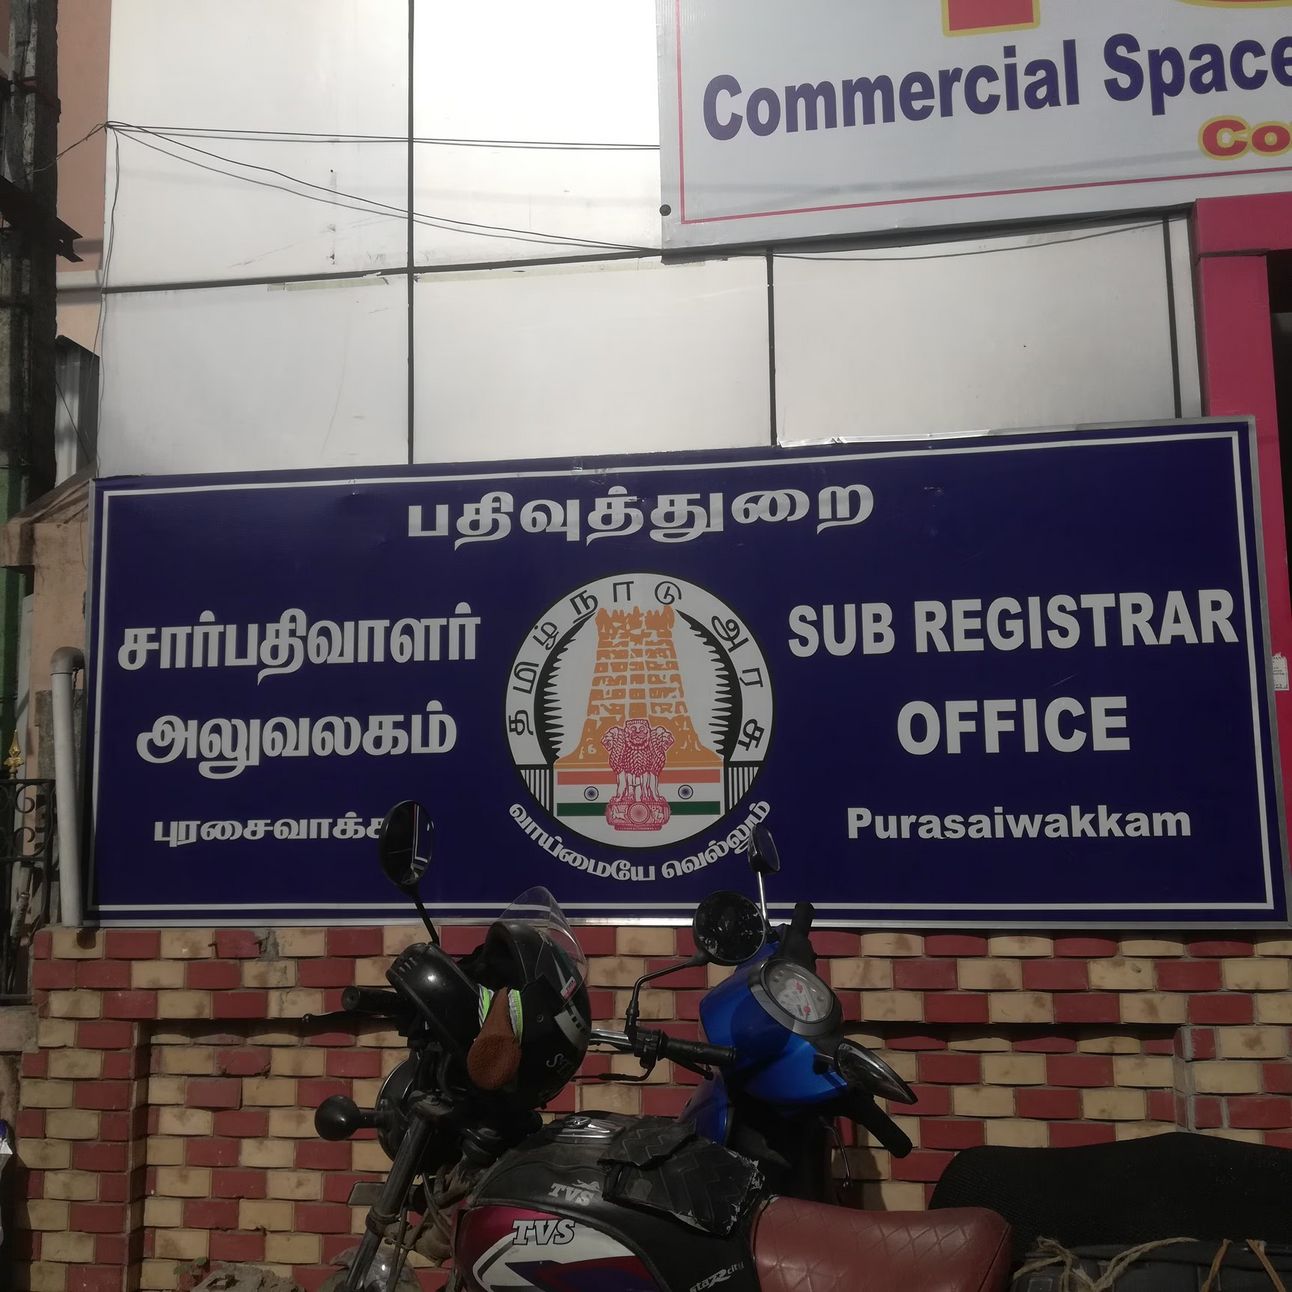 Commercial Space
பதிவுத்துறை
சார்பதிவாளர்
அலுவலகம்
தமிழ்நாடு அரசு
வாய்மையே வெல்லும்
SUB REGISTRAR
OFFICE
Purasaiwakkam
TVS
TVS